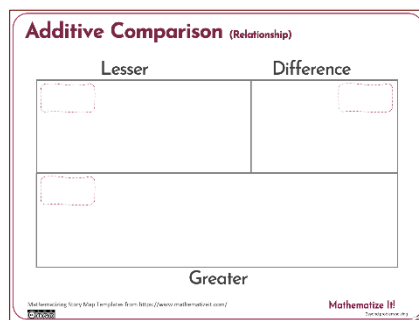 Additive Comparison (Relationship)
Lesser Difference
Greater
Mathematizing Story Map Templates from https://www.mathematizeit.com/
Mathematize It!